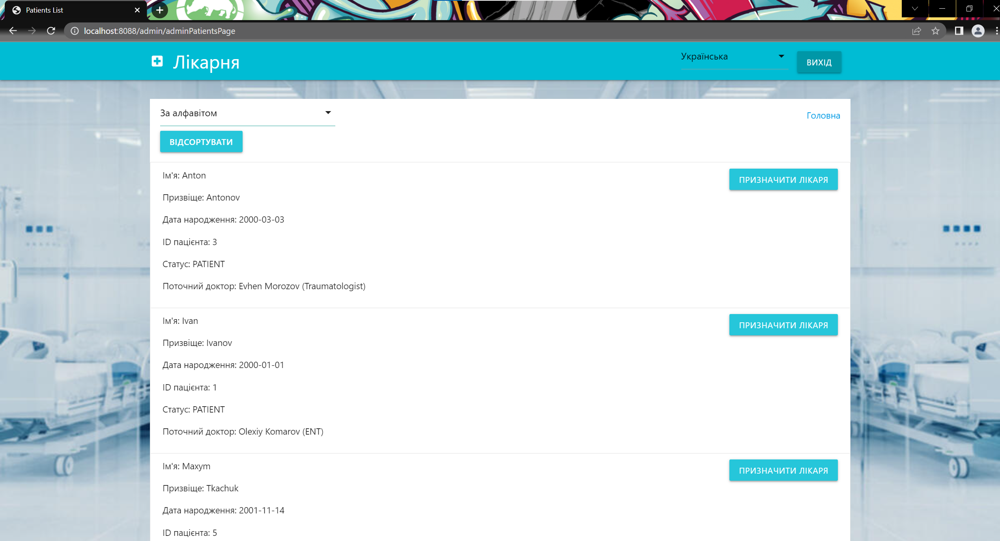 Patients List
localhost:8088/admin/adminPatientsPage
Лікарня
Українська
ВИХІД
За алфавітом
Головна
ВІДСОРТУВАТИ
Ім'я: Anton
ПРИЗНАЧИТИ ЛІКАРЯ
Призвіще: Antonov
Дата народження: 2000-03-03
ID пацієнта: 3
Статус: PATIENT
Поточний доктор: Evhen Morozov (Traumatologist)
Ім'я: Ivan
ПРИЗНАЧИТИ ЛІКАРЯ
Призвіще: Ivanov
Дата народження: 2000-01-01
ID пацієнта: 1
Статус: PATIENT
Поточний доктор: Olexiy Komarov (ENT)
Ім'я: Maxym
ПРИЗНАЧИТИ ЛІКАРЯ
Призвіще: Tkachuk
Дата народження: 2001-11-14
ID пацієнта: 5